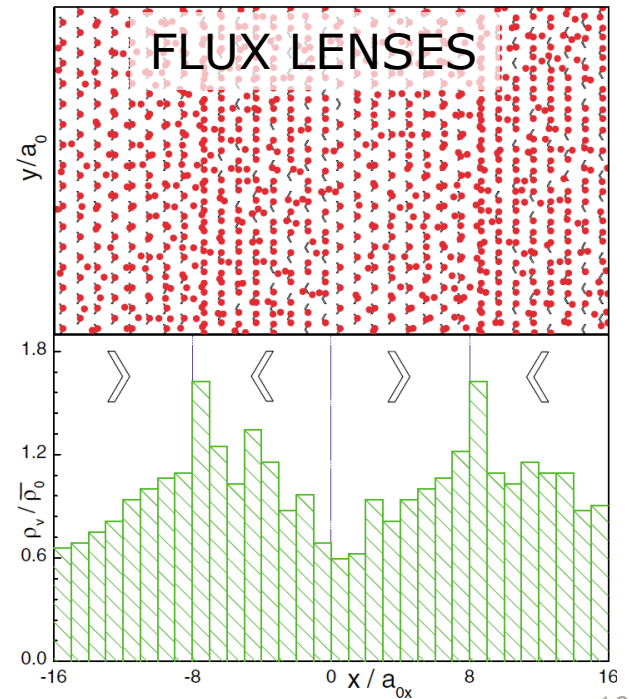 FLUX LENSES
y/a₀
1.8
1.2
0.6
0.0
ρᵥ / ρ̅₀
-16
-8
0
8
16
x / a₀ₓ